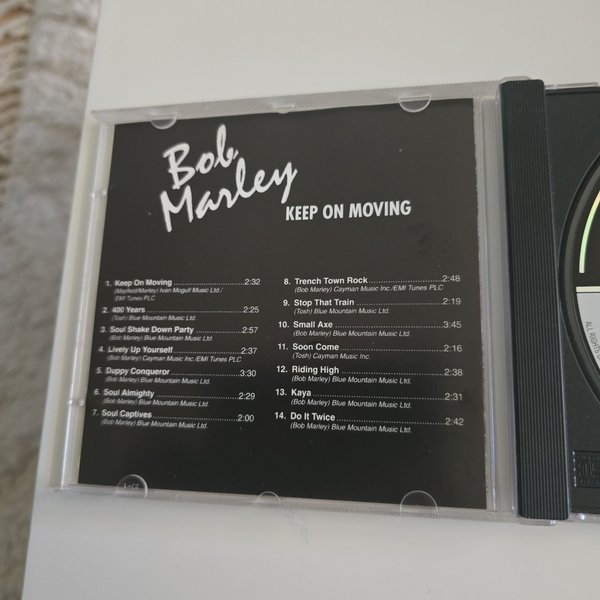 Bob
Marley
KEEP ON MOVING
1. Keep On Moving 2:32
(Mayfield/Marley) Ivan Mogull Music Ltd./
EMI Tunes PLC
2. 400 Years 2:25
(Tosh) Blue Mountain Music Ltd.
3. Soul Shake Down Party 2:57
(Bob Marley) Blue Mountain Music Ltd.
4. Lively Up Yourself 2:37
(Bob Marley) Cayman Music Inc./EMI Tunes PLC
5. Duppy Conqueror 3:30
(Bob Marley) Blue Mountain Music Ltd.
6. Soul Almighty 2:29
(Bob Marley) Blue Mountain Music Ltd.
7. Soul Captives 2:00
(Bob Marley) Blue Mountain Music Ltd.
8. Trench Town Rock 2:48
(Bob Marley) Cayman Music Inc./EMI Tunes PLC
9. Stop That Train 2:19
(Tosh) Blue Mountain Music Ltd.
10. Small Axe 3:45
(Bob Marley) Blue Mountain Music Ltd.
11. Soon Come 2:16
(Tosh) Cayman Music Inc.
12. Riding High 2:38
(Bob Marley) Blue Mountain Music Ltd.
13. Kaya 2:31
(Bob Marley) Blue Mountain Music Ltd.
14. Do It Twice 2:42
(Bob Marley) Blue Mountain Music Ltd.
ALL RIGHTS